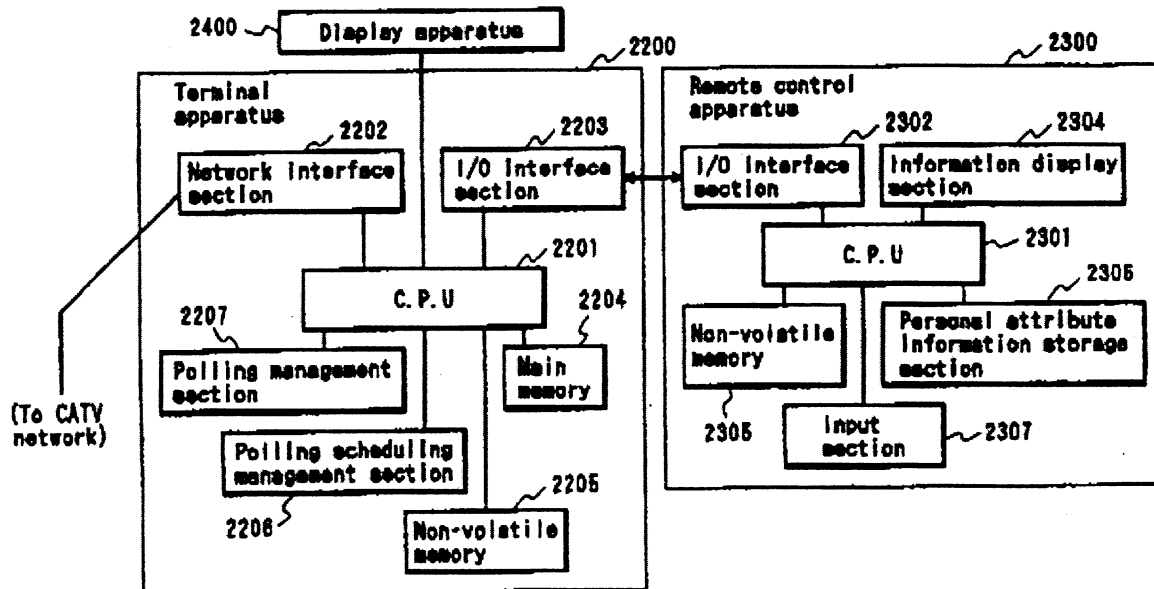 2400
Display apparatus
2200
2300
Terminal
apparatus
Remote control
apparatus
2202
2203
2302
2304
Network interface
section
I/O interface
section
I/O interface
section
Information display
section
2201
C.P.U
2301
C.P.U
2207
2204
2306
Polling management
section
Main
memory
Non-volatile
memory
Personal attribute
information storage
section
(To CATV
network)
2305
Input
section
2307
Polling scheduling
management section
2206
2205
Non-volatile
memory